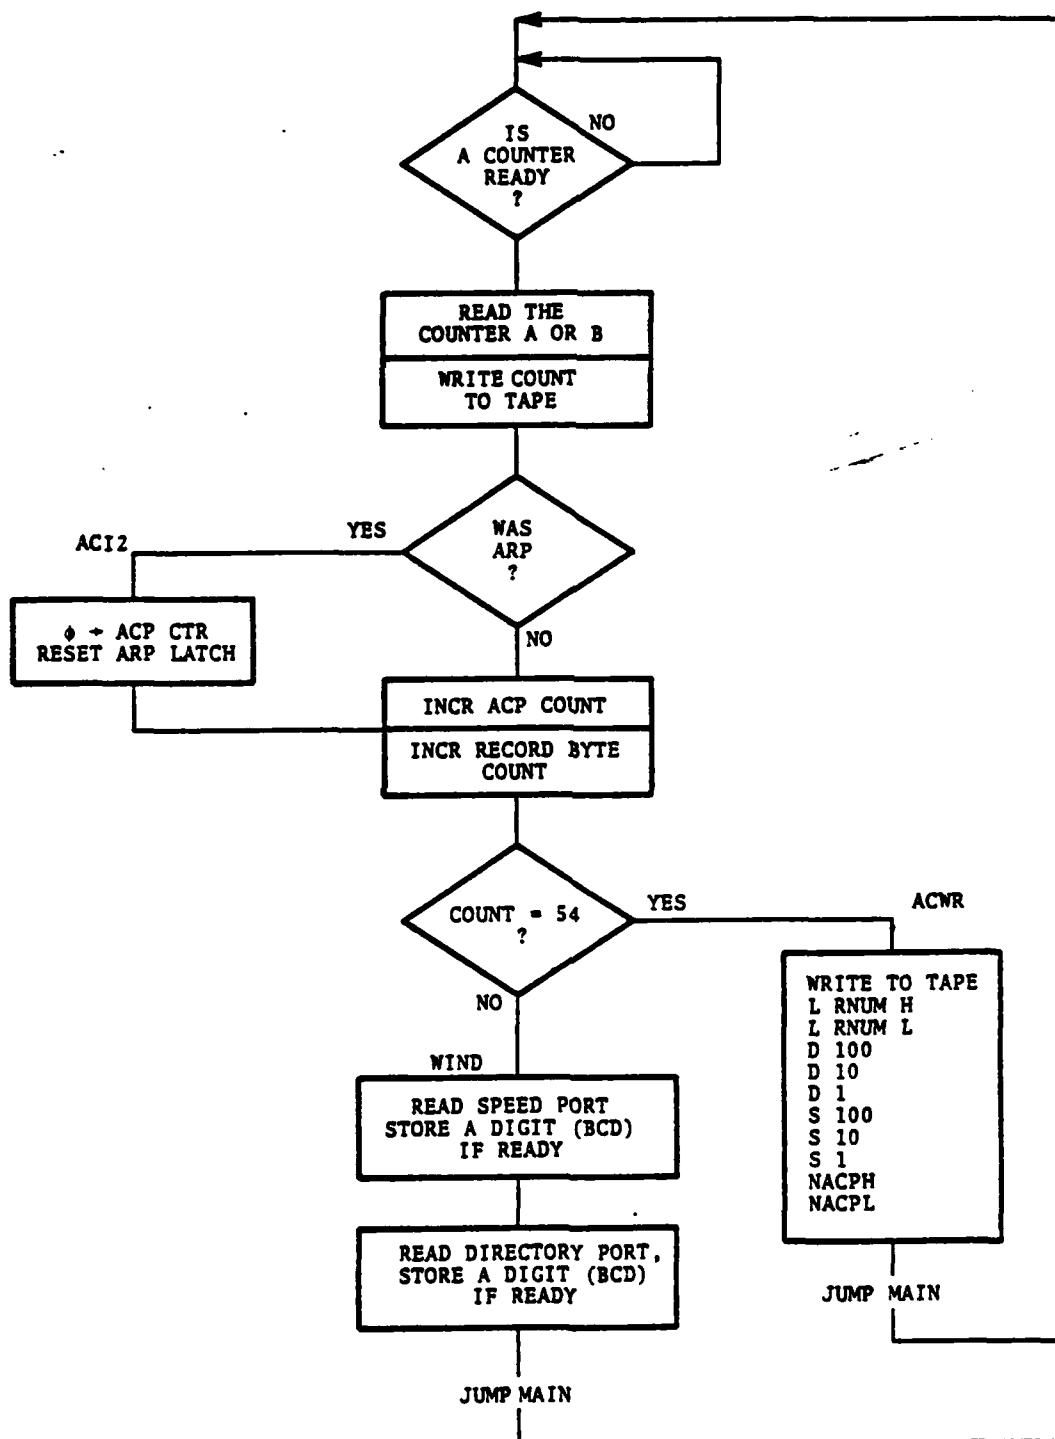 NO
IS
A COUNTER
READY
?
READ THE
COUNTER A OR B
WRITE COUNT
TO TAPE
WAS
ARP
?
YES
ACI2
ϕ → ACP CTR
RESET ARP LATCH
NO
INCR ACP COUNT
INCR RECORD BYTE
COUNT
COUNT = 54
?
YES
ACWR
WRITE TO TAPE
L RNUM H
L RNUM L
D 100
D 10
D 1
S 100
S 10
S 1
NACPH
NACPL
JUMP MAIN
NO
WIND
READ SPEED PORT
STORE A DIGIT (BCD)
IF READY
READ DIRECTORY PORT,
STORE A DIGIT (BCD)
IF READY
JUMP MAIN